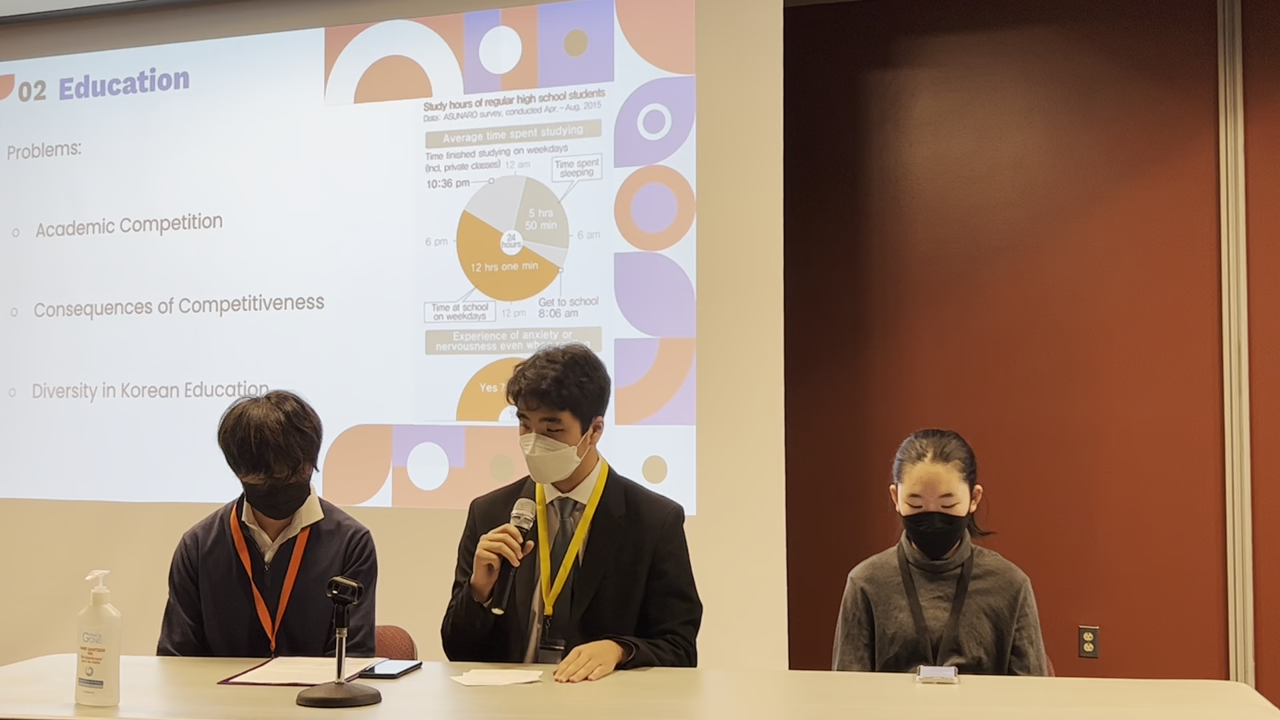 02 Education
Problems:
Academic Competition
Consequences of Competitiveness
Diversity in Korean Education
Study hours of regular high school students
Data: ASUNARO survey, conducted Apr. – Aug. 2015
Average time spent studying
Time finished studying on weekdays
(incl. private classes)
10:36 pm
12 am
Time spent
sleeping
5 hrs
50 min
6 pm
24
hours
6 am
12 hrs one min
Time at school
on weekdays
12 pm
Get to school
8:06 am
Experience of anxiety or
nervousness even
Yes